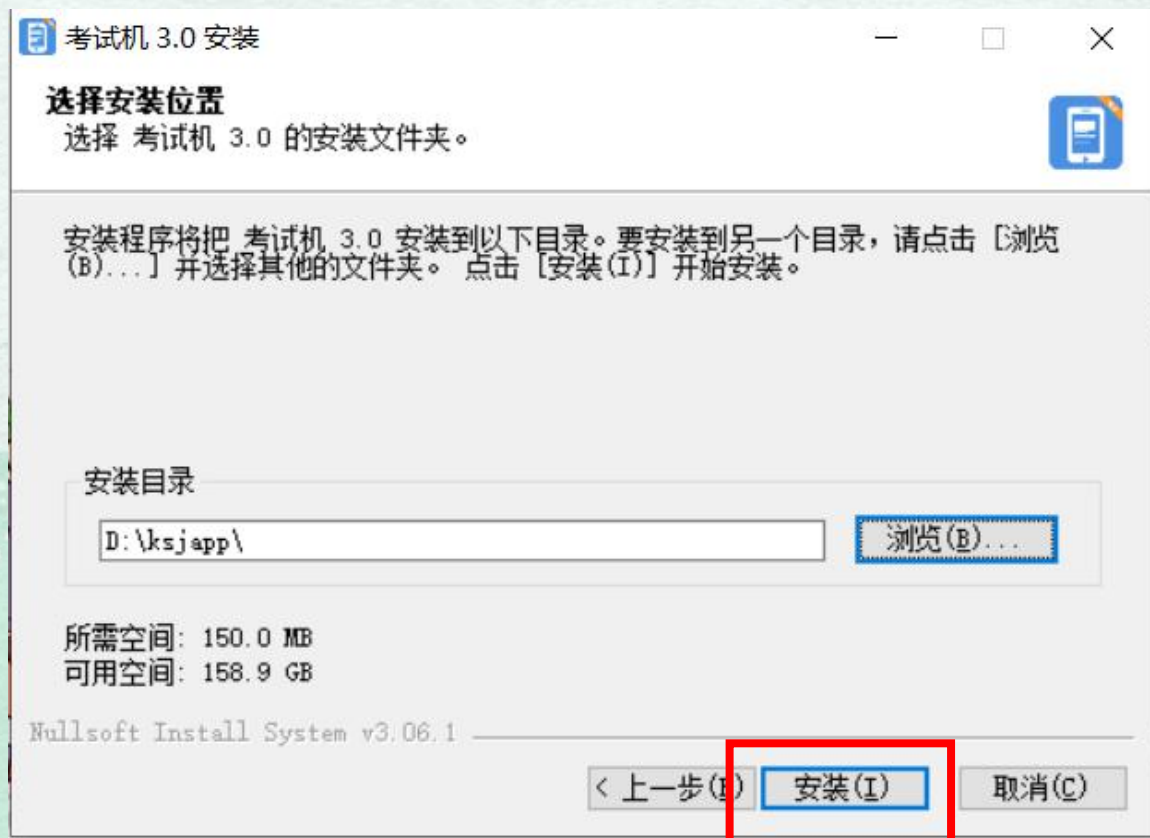 考试机 3.0 安装
选择安装位置
选择 考试机 3.0 的安装文件夹。
安装程序将把 考试机 3.0 安装到以下目录。要安装到另一个目录，请点击 [浏览
(B)...] 并选择其他的文件夹。 点击 [安装(I)] 开始安装。
安装目录
D:\ksjapp\
浏览(B)...
所需空间: 150.0 MB
可用空间: 158.9 GB
Nullsoft Install System v3.06.1
< 上一步(P)
安装(I)
取消(C)